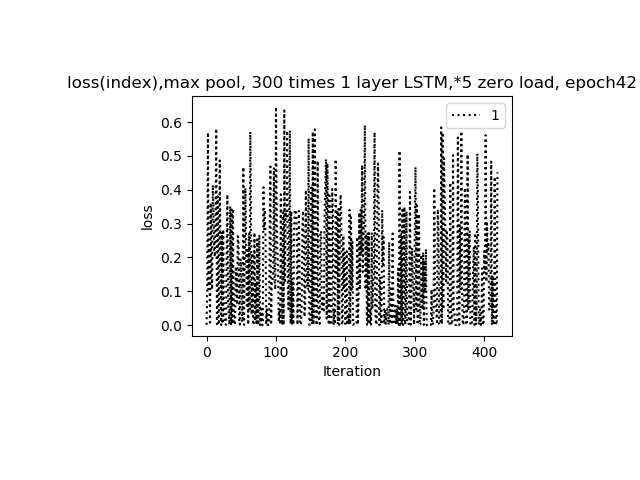 loss(index),max pool, 300 times 1 layer LSTM,*5 zero load, epoch42
1
loss
0.6
0.5
0.4
0.3
0.2
0.1
0.0
0 100 200 300 400
Iteration